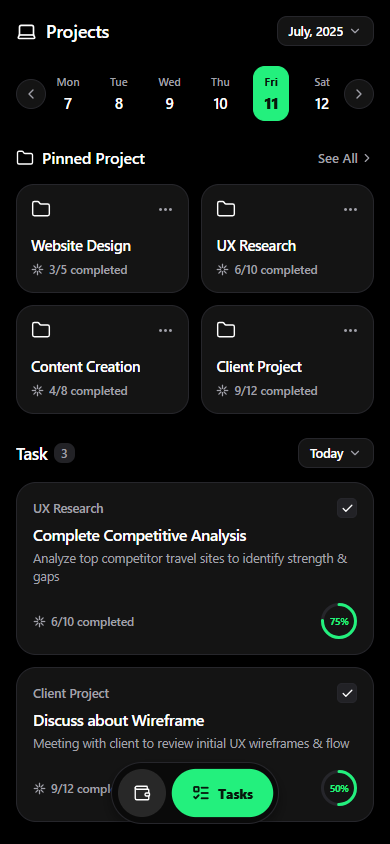 Projects
July, 2025
Mon Tue Wed Thu Fri Sat
7 8 9 10 11 12
Pinned Project
See All
Website Design
3/5 completed
UX Research
6/10 completed
Content Creation
4/8 completed
Client Project
9/12 completed
Task 3
Today
UX Research
Complete Competitive Analysis
Analyze top competitor travel sites to identify strength &
gaps
6/10 completed
75%
Client Project
Discuss about Wireframe
Meeting with client to review initial UX wireframes & flow
9/12 compl
50%
Tasks